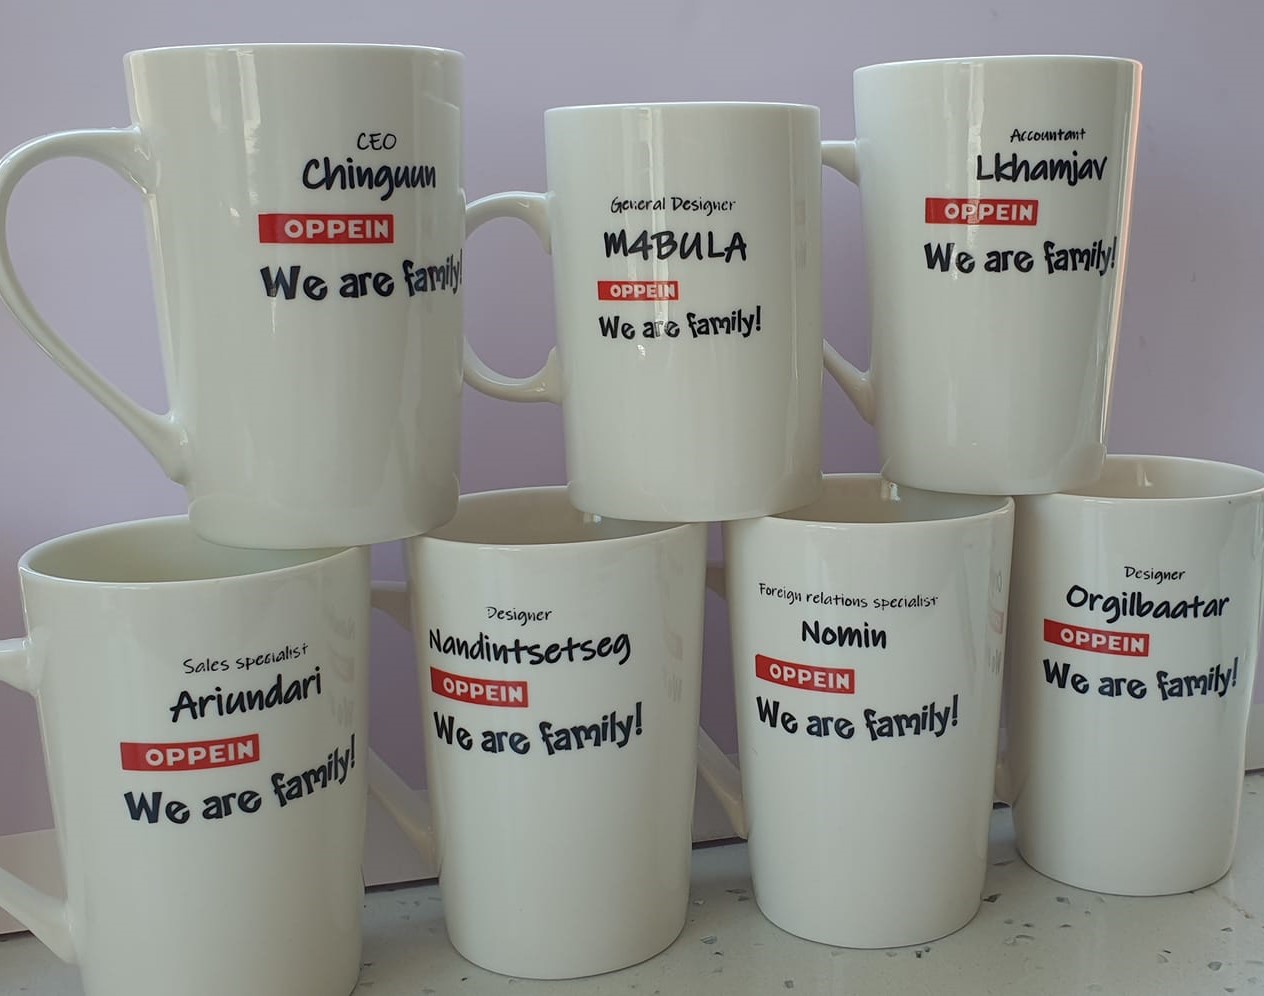 CEO
Chinguun
OPPEIN
We are family!
General Designer
M4BULA
OPPEIN
We are family!
Accountant
Lkhamjav
OPPEIN
We are family!
Sales specialist
Ariundari
OPPEIN
We are family!
Designer
Nandintsetseg
OPPEIN
We are family!
Foreign relations specialist
Nomin
OPPEIN
We are family!
Designer
Orgilbaatar
OPPEIN
We are family!